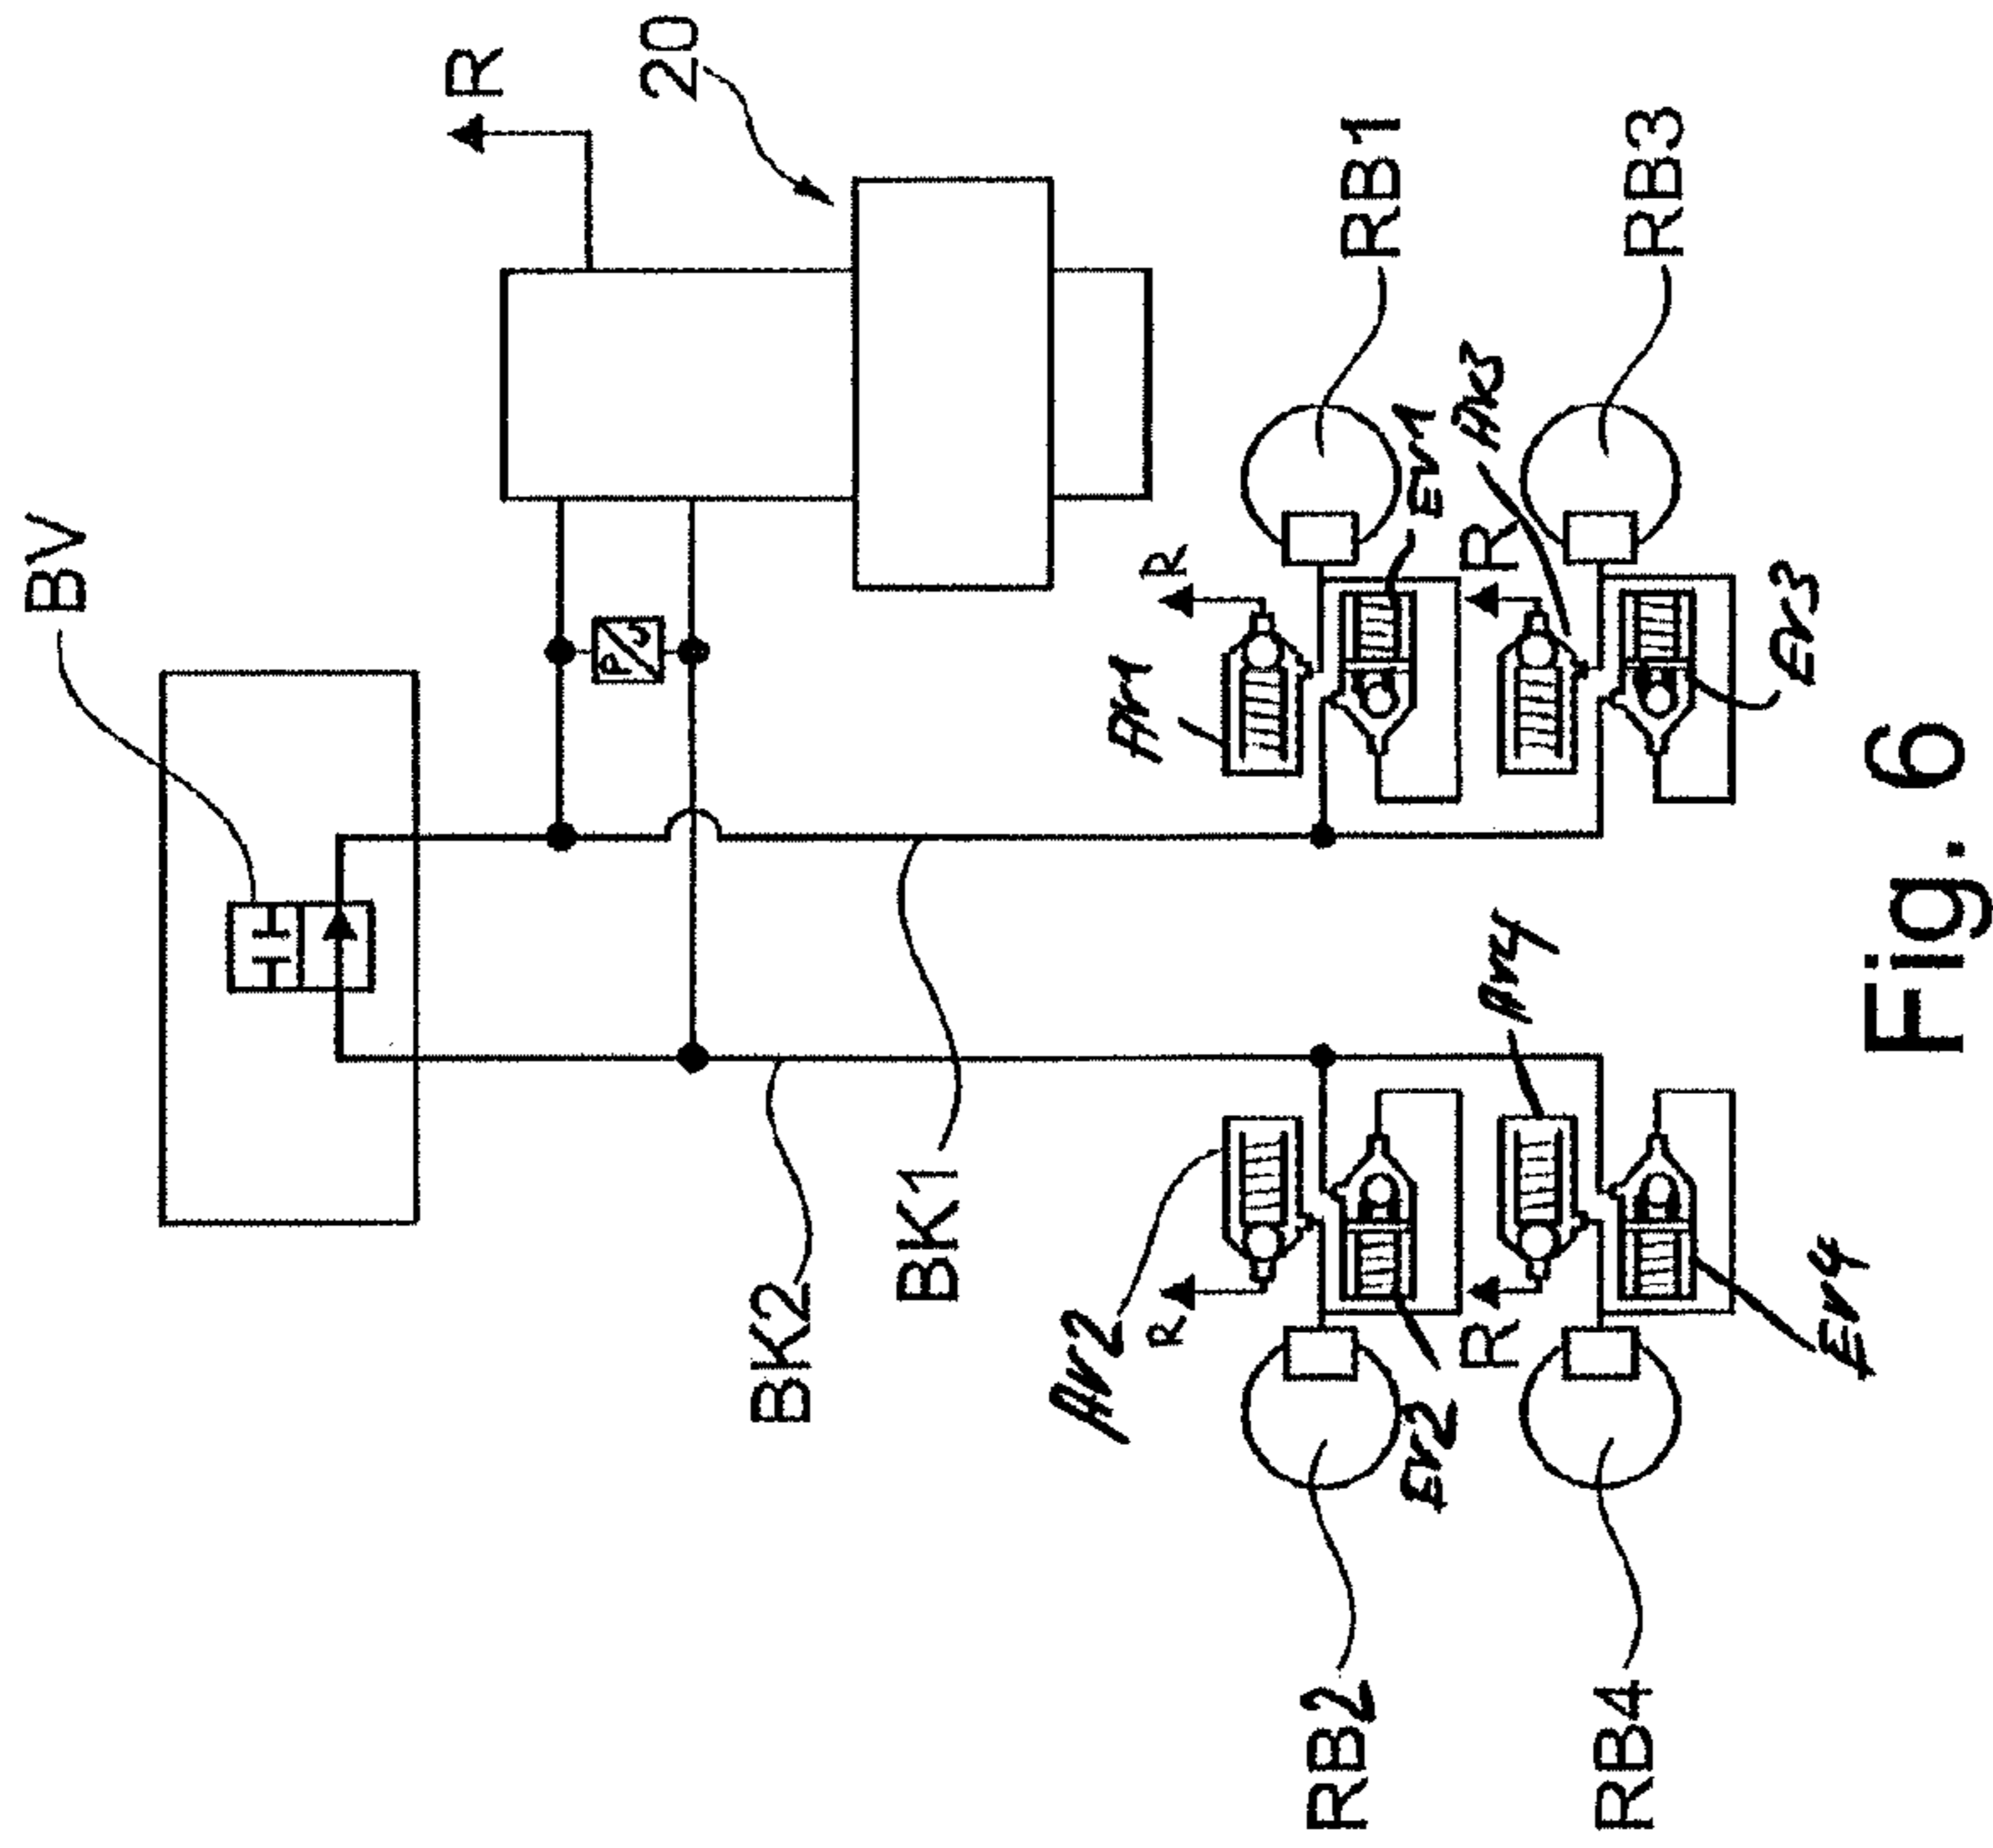 BV
R
20
P/U
BK2
BK1
AV1
R
EV1
RB1
AV3
R
EV3
RB3
AV2
R
EV2
RB2
AV4
R
EV4
RB4
Fig. 6